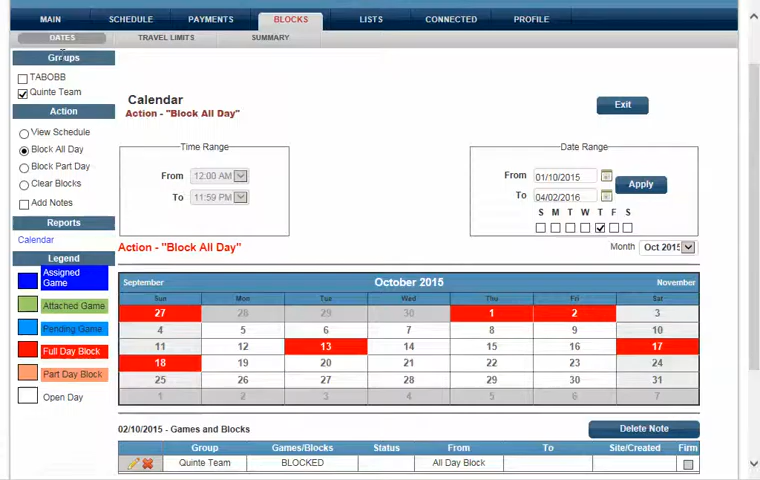 MAIN SCHEDULE PAYMENTS BLOCKS LISTS CONNECTED PROFILE
DATES TRAVEL LIMITS SUMMARY
Groups
TABOBB
Quinte Team
Action
View Schedule
Block All Day
Block Part Day
Clear Blocks
Add Notes
Reports
Calendar
Legend
Assigned
Game
Attached Game
Pending Game
Full Day Block
Part Day Block
Open Day
Calendar
Action - "Block All Day"
Exit
Time Range
From 12:00 AM
To 11:59 PM
Date Range
From 01/10/2015
To 04/02/2016
Apply
S M T W T F S
Action - "Block All Day"
Month Oct 2015
September October 2015 November
Sun Mon Tue Wed Thu Fri Sat
27 28 29 30 1 2 3
4 5 6 7 8 9 10
11 12 13 14 15 16 17
18 19 20 21 22 23 24
25 26 27 28 29 30 31
1 2 3 4 5 6 7
02/10/2015 - Games and Blocks
Delete Note
Group Games/Blocks Status From To Site/Created Firm
Quinte Team BLOCKED All Day Block